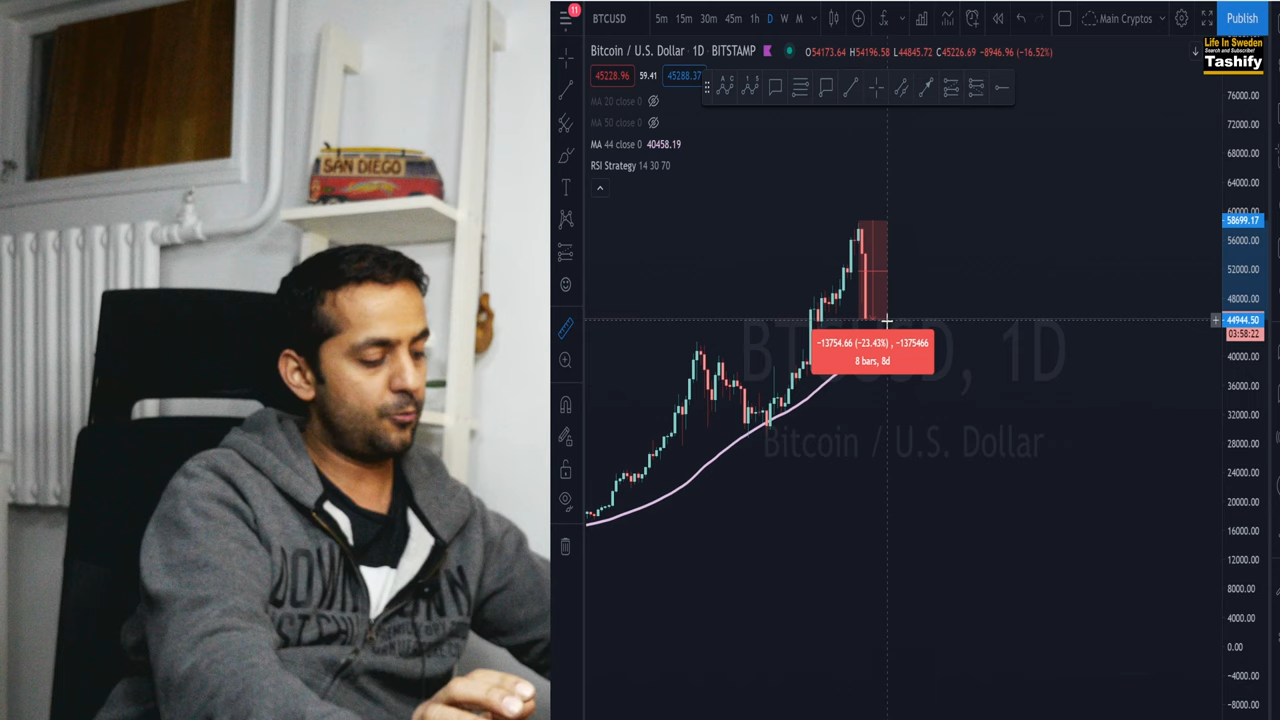 11
BTCUSD
5m 15m 30m 45m 1h D W M
Main Cryptos
Publish
Bitcoin / U.S. Dollar · 1D · BITSTAMP
O54173.64 H54196.58 L44845.72 C45226.69 −8946.96 (−16.52%)
Life In Sweden
Search and Subscribe!
Tashify
45228.96 59.41 45288.37
MA 20 close 0
MA 50 close 0
MA 44 close 0 40458.19
RSI Strategy 14 30 70
76000.00
72000.00
68000.00
64000.00
60000.00
58699.17
56000.00
52000.00
48000.00
44944.50
03:58:22
40000.00
36000.00
32000.00
28000.00
24000.00
20000.00
16000.00
12000.00
8000.00
4000.00
0.00
−4000.00
−8000.00
−13754.66 (−23.43%) , −1375466
8 bars, 8d
BTCUSD, 1D
Bitcoin / U.S. Dollar
SAN DIEGO